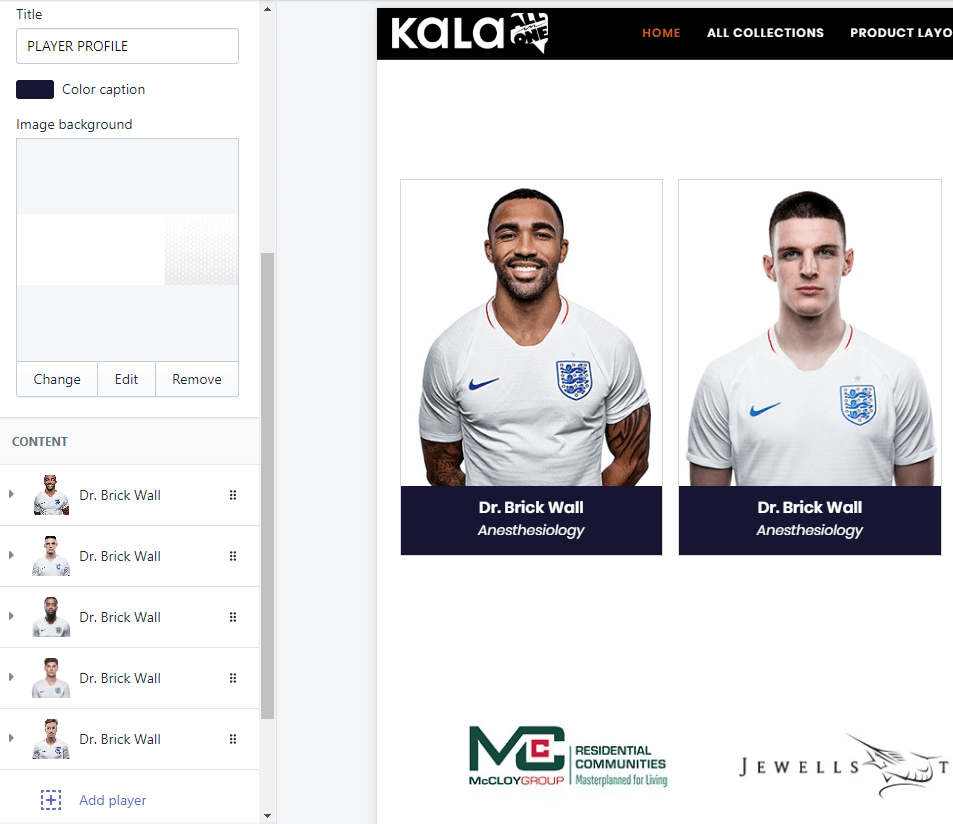 Title
PLAYER PROFILE
Color caption
Image background
Change
Edit
Remove
CONTENT
Dr. Brick Wall
Dr. Brick Wall
Dr. Brick Wall
Dr. Brick Wall
Dr. Brick Wall
Add player
KALA ALL in ONE
HOME
ALL COLLECTIONS
PRODUCT LAYO
Dr. Brick Wall
Anesthesiology
Dr. Brick Wall
Anesthesiology
MC
McCLOYGROUP
RESIDENTIAL
COMMUNITIES
Masterplanned for Living
JEWELLS T